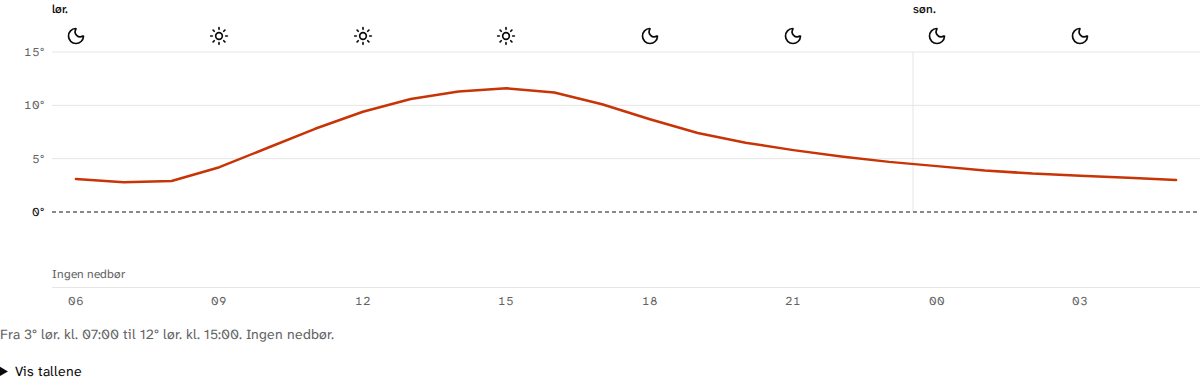 lør. søn.
15°
10°
5°
0°
Ingen nedbør
06 09 12 15 18 21 00 03
Fra 3° lør. kl. 07:00 til 12° lør. kl. 15:00. Ingen nedbør.
Vis tallene